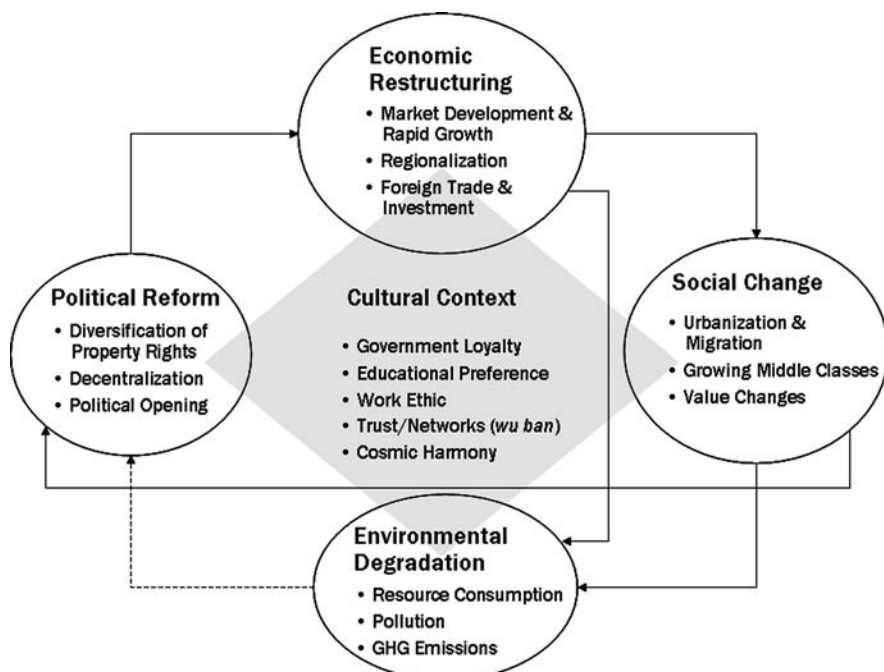 Economic
Restructuring
• Market Development &
Rapid Growth
• Regionalization
• Foreign Trade &
Investment
Political Reform
• Diversification of
Property Rights
• Decentralization
• Political Opening
Cultural Context
• Government Loyalty
• Educational Preference
• Work Ethic
• Trust/Networks (wu ban)
• Cosmic Harmony
Social Change
• Urbanization &
Migration
• Growing Middle Classes
• Value Changes
Environmental
Degradation
• Resource Consumption
• Pollution
• GHG Emissions